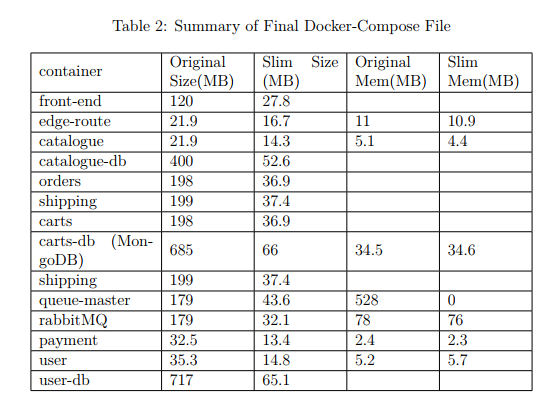 Table 2: Summary of Final Docker-Compose File
container Original Size(MB) Slim Size (MB) Original Mem(MB) Slim Mem(MB)
front-end 120 27.8
edge-route 21.9 16.7 11 10.9
catalogue 21.9 14.3 5.1 4.4
catalogue-db 400 52.6
orders 198 36.9
shipping 199 37.4
carts 198 36.9
carts-db (Mon-
goDB) 685 66 34.5 34.6
shipping 199 37.4
queue-master 179 43.6 528 0
rabbitMQ 179 32.1 78 76
payment 32.5 13.4 2.4 2.3
user 35.3 14.8 5.2 5.7
user-db 717 65.1